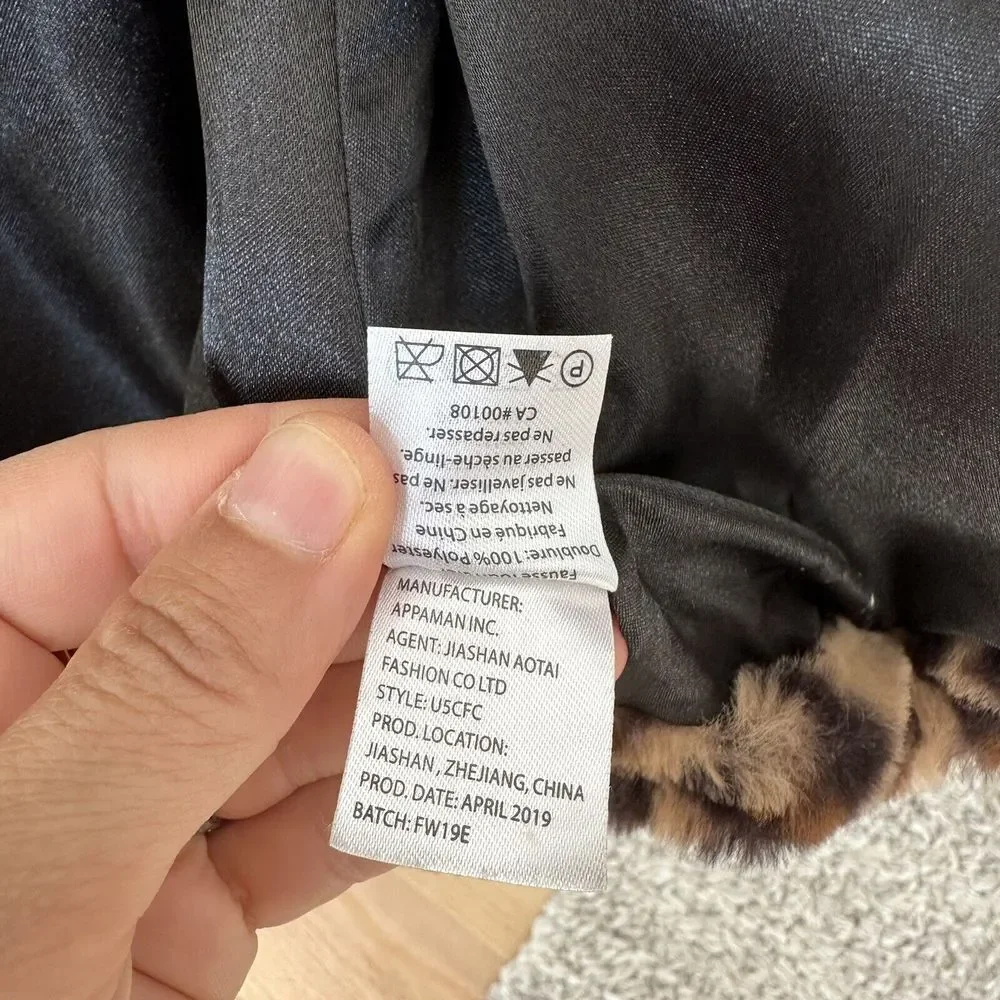 CA#00108
Ne pas repasser.
passer au sèche-linge.
Ne pas javelliser. Ne pas
Nettoyage à sec.
Fabriqué en Chine
Doublure: 100% Polyester
Fausse
MANUFACTURER:
APPAMAN INC.
AGENT: JIASHAN AOTAI
FASHION CO LTD
STYLE: U5CFC
PROD. LOCATION:
JIASHAN, ZHEJIANG, CHINA
PROD. DATE: APRIL 2019
BATCH: FW19E
P